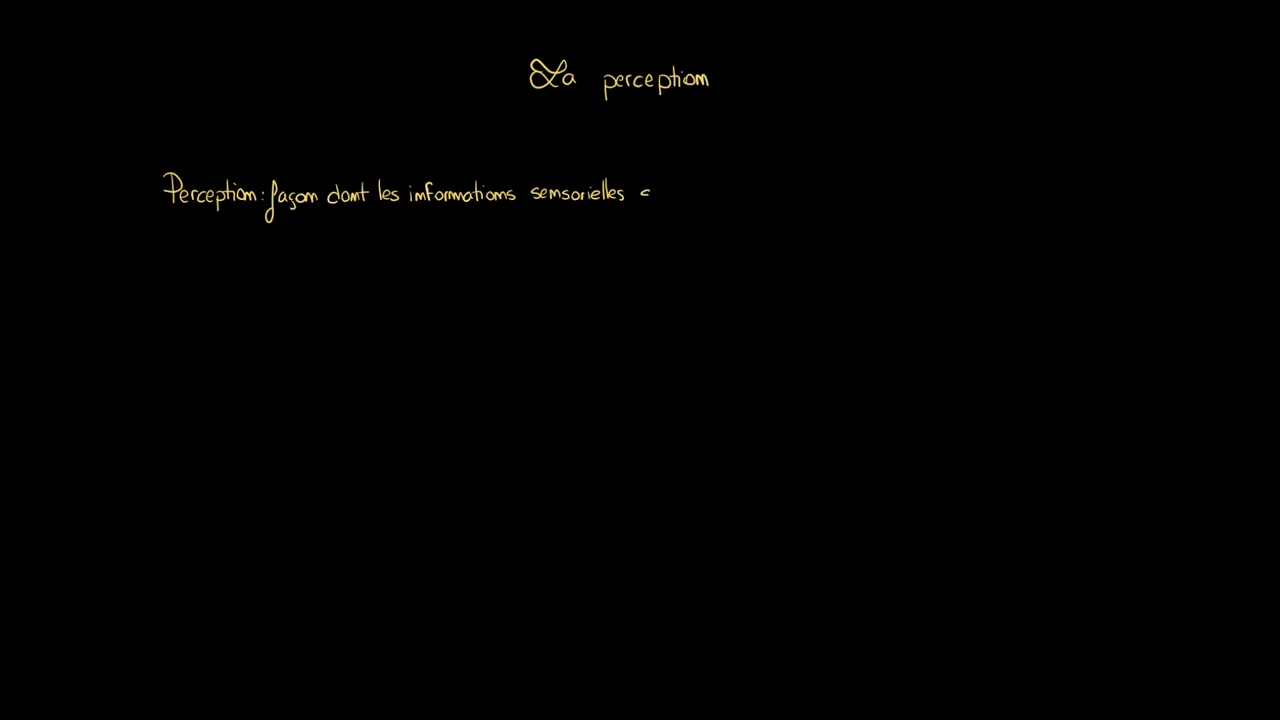 La perception
Perception: façon dont les informations sensorielles